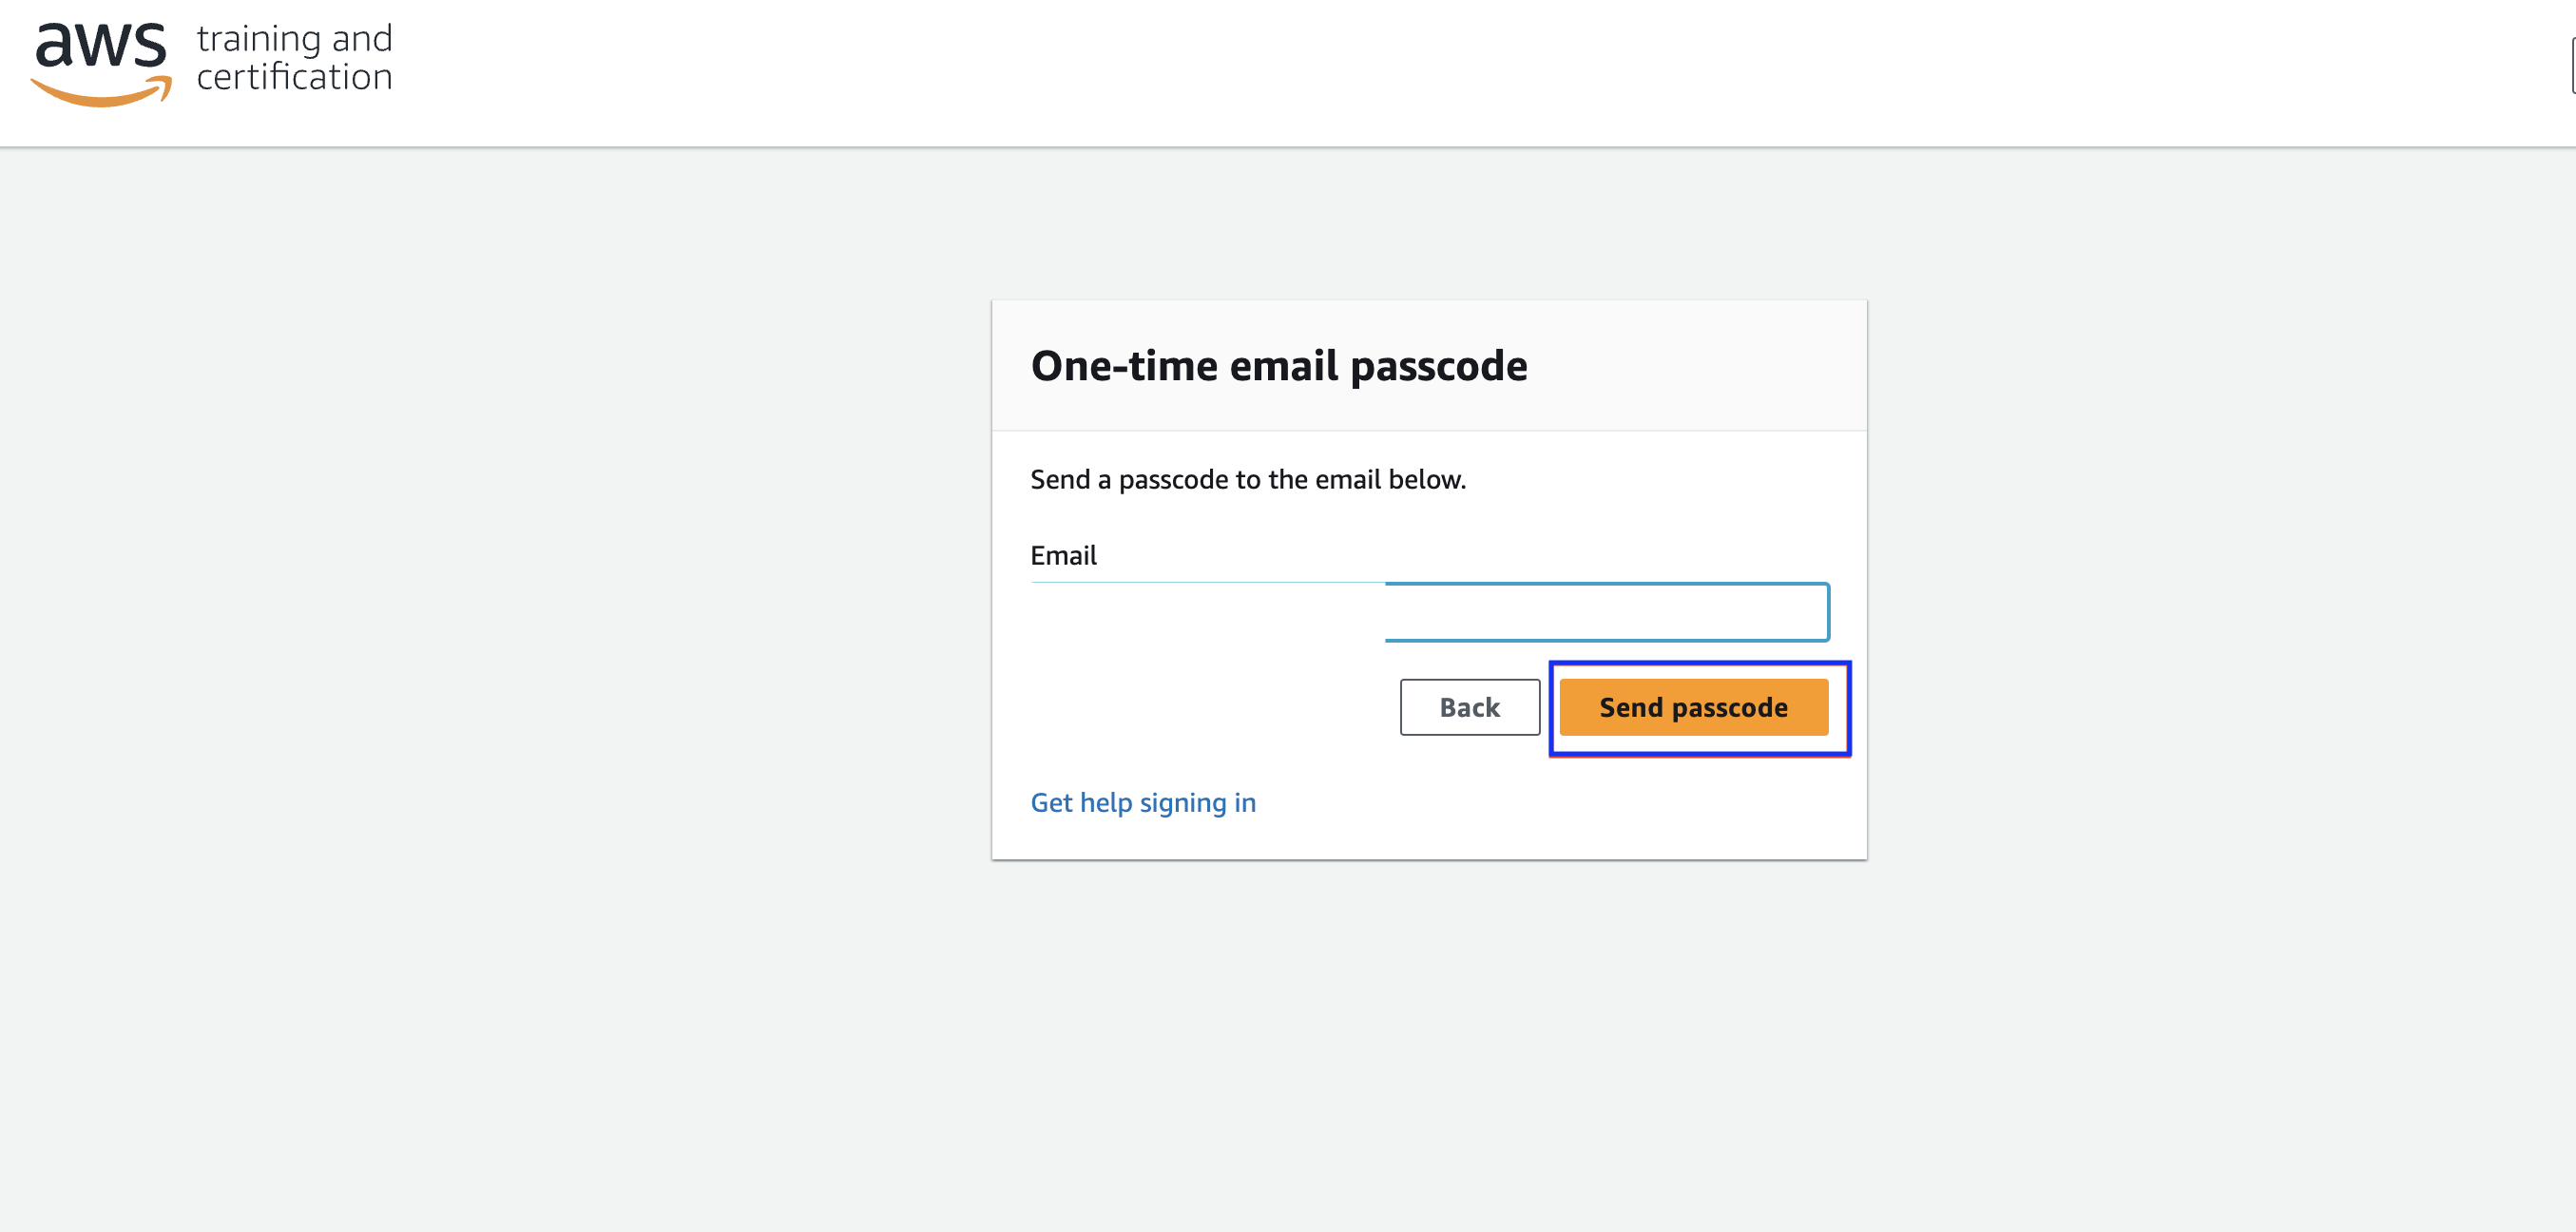 aws training and
certification
One-time email passcode
Send a passcode to the email below.
Email
Back Send passcode
Get help signing in